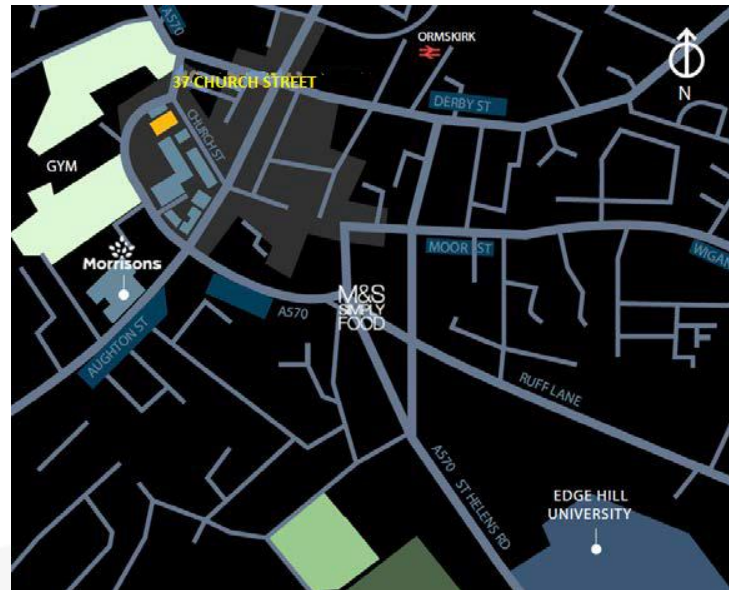 A570
ORMSKIRK
37 CHURCH STREET
N
DERBY ST
CHURCH ST
GYM
MOOR ST
WIGAN
Morrisons
M&S
SIMPLY
FOOD
A570
AUGHTON ST
RUFF LANE
A570 ST HELENS RD
EDGE HILL
UNIVERSITY